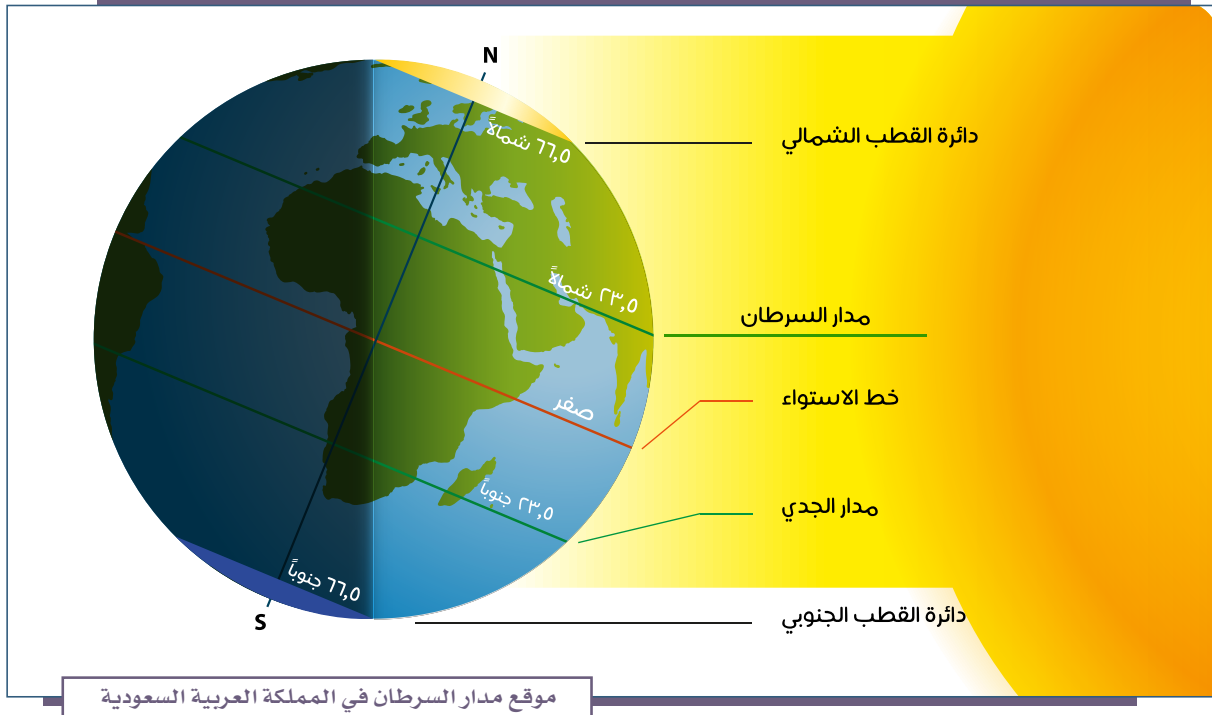 N
دائرة القطب الشمالي
٦٦,٥ شمالاً
٢٣,٥ شمالاً
مدار السرطان
خط الاستواء
صفر
مدار الجدي
٢٣,٥ جنوباً
٦٦,٥ جنوباً
دائرة القطب الجنوبي
S
موقع مدار السرطان في المملكة العربية السعودية